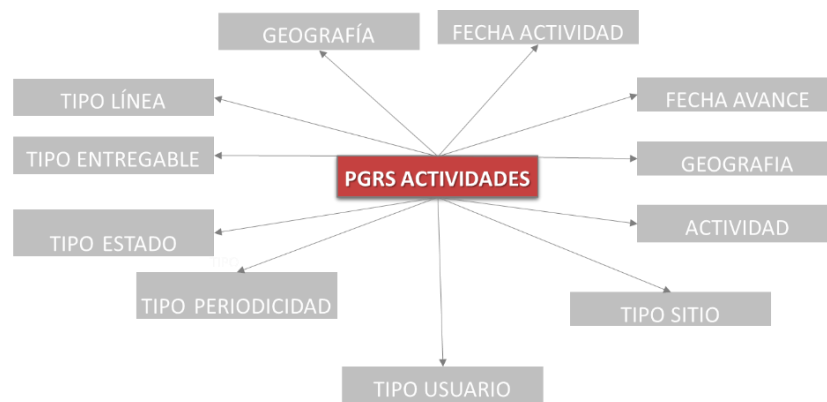 GEOGRAFÍA
FECHA ACTIVIDAD
TIPO LÍNEA
FECHA AVANCE
TIPO ENTREGABLE
GEOGRAFIA
PGRS ACTIVIDADES
TIPO ESTADO
ACTIVIDAD
TIPO PERIODICIDAD
TIPO SITIO
TIPO USUARIO